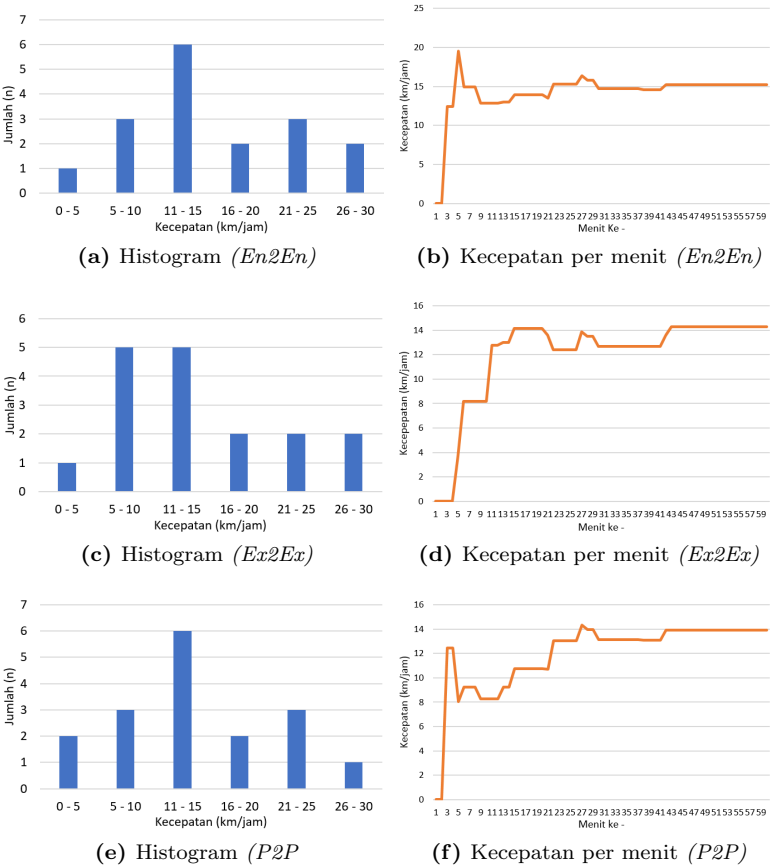 7
6
5
4
3
2
1
0
Jumlah (n)
0 - 5 5 - 10 11 - 15 16 - 20 21 - 25 26 - 30
Kecepatan (km/jam)
(a) Histogram (En2En)
25
20
15
10
5
0
Kecepatan (km/jam)
1 3 5 7 9 11 13 15 17 19 21 23 25 27 29 31 33 35 37 39 41 43 45 47 49 51 53 55 57 59
Menit Ke -
(b) Kecepatan per menit (En2En)
6
5
4
3
2
1
0
Jumlah (n)
0 - 5 5 - 10 11 - 15 16 - 20 21 - 25 26 - 30
Kecepatan (km/jam)
(c) Histogram (Ex2Ex)
16
14
12
10
8
6
4
2
0
Kecepepatan (km/jam)
1 3 5 7 9 11 13 15 17 19 21 23 25 27 29 31 33 35 37 39 41 43 45 47 49 51 53 55 57 59
Menit ke -
(d) Kecepatan per menit (Ex2Ex)
7
6
5
4
3
2
1
0
Jumlah (n)
0 - 5 5 - 10 11 - 15 16 - 20 21 - 25 26 - 30
Kecepatan (km/jam)
(e) Histogram (P2P
16
14
12
10
8
6
4
2
0
Kecepatan (km/jam)
1 3 5 7 9 11 13 15 17 19 21 23 25 27 29 31 33 35 37 39 41 43 45 47 49 51 53 55 57 59
Menit ke -
(f) Kecepatan per menit (P2P)